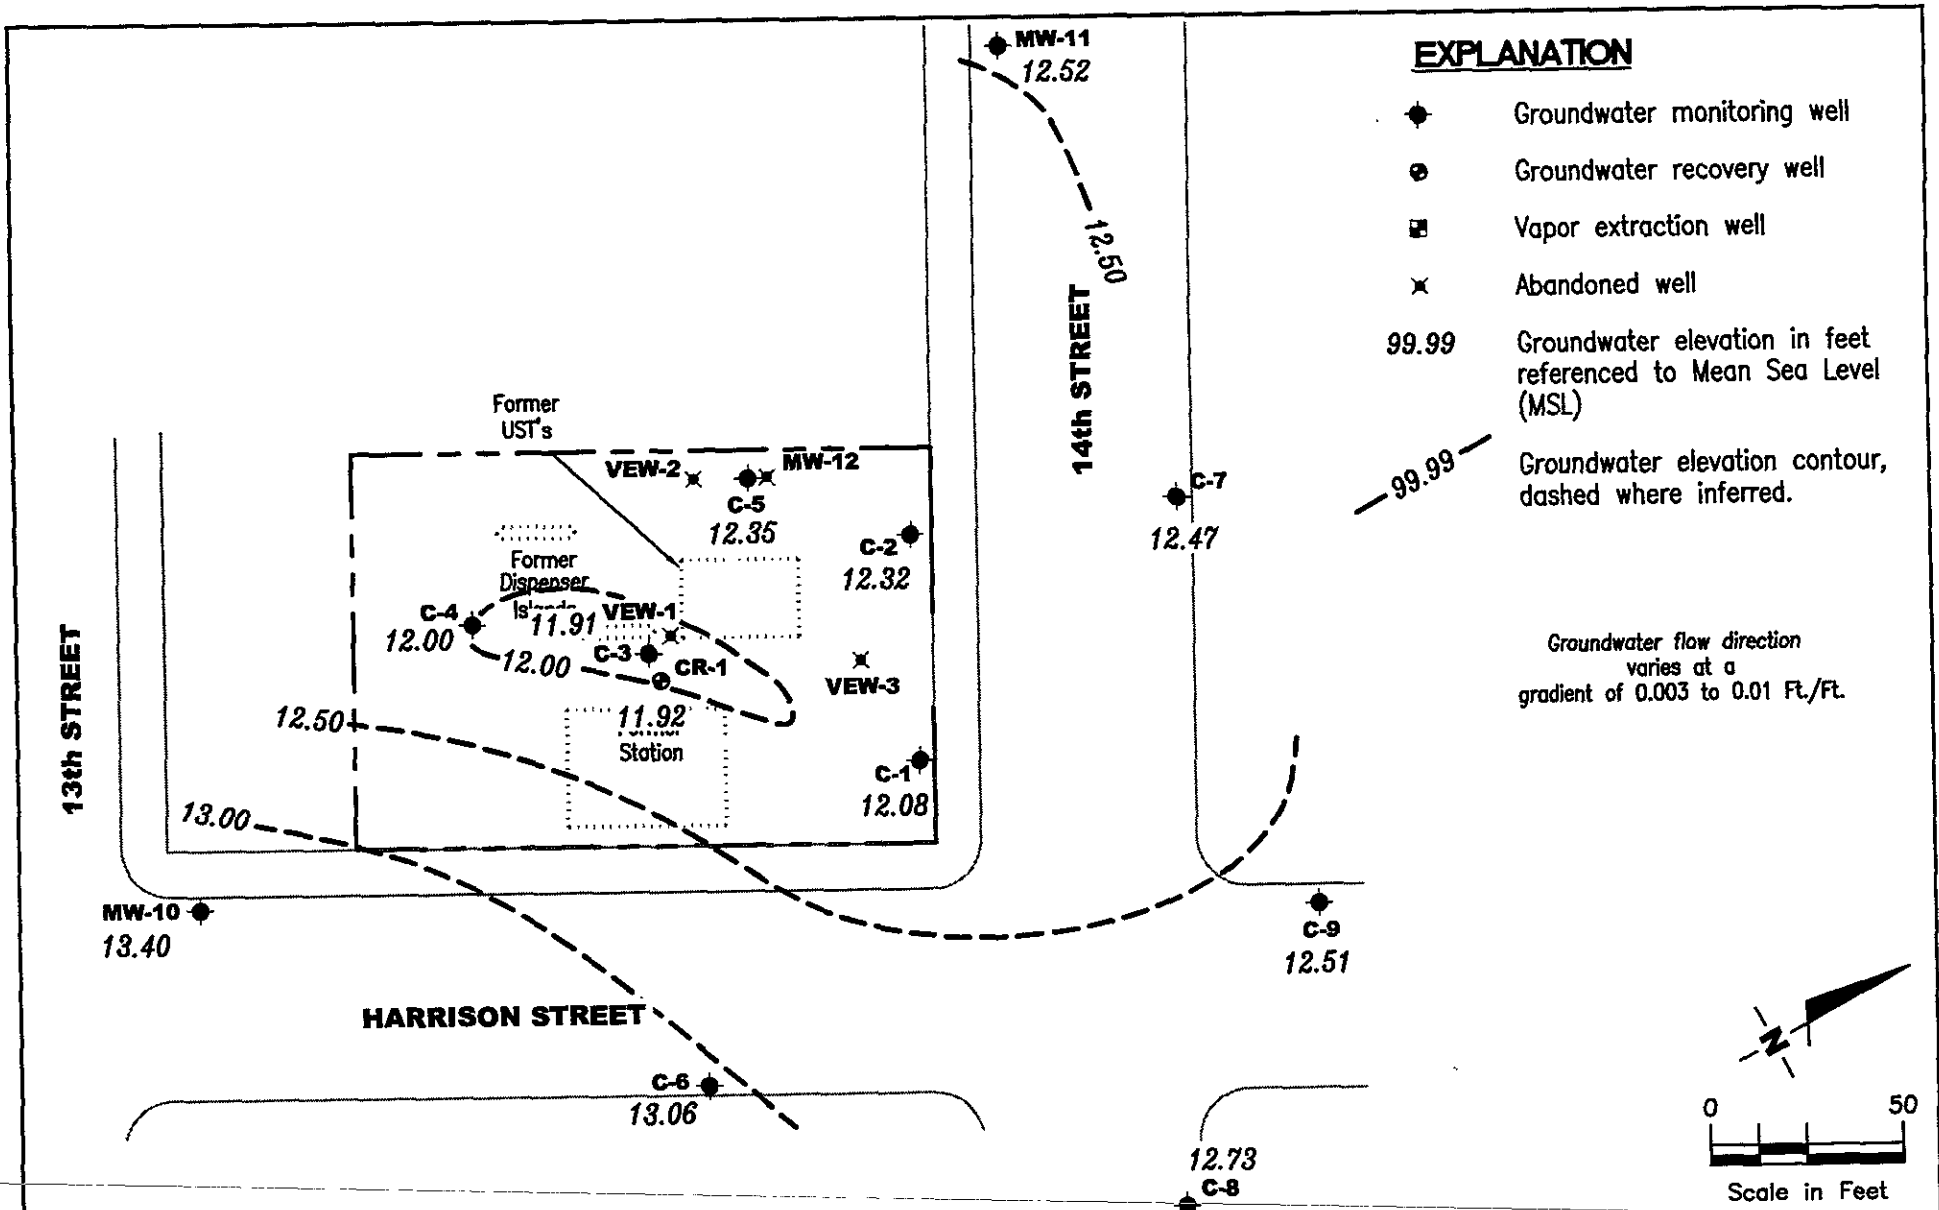 MW-11
12.52
EXPLANATION
Groundwater monitoring well
Groundwater recovery well
Vapor extraction well
Abandoned well
99.99
Groundwater elevation in feet
referenced to Mean Sea Level
(MSL)
99.99
Groundwater elevation contour,
dashed where inferred.
Groundwater flow direction
varies at a
gradient of 0.003 to 0.01 Ft./Ft.
12.50
14th STREET
Former
UST's
VEW-2
MW-12
C-5
12.35
C-2
12.32
C-7
12.47
Former
Dispenser
C-4
12.00
11.91
VEW-1
C-3
12.00
CR-1
11.92
VEW-3
Station
12.50
13.00
C-1
12.08
13th STREET
MW-10
13.40
HARRISON STREET
C-6
13.06
C-9
12.51
12.73
C-8
N
0 50
Scale in Feet